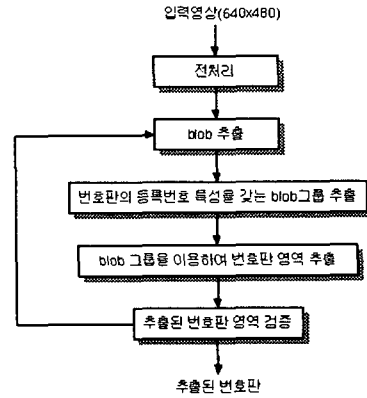 입력영상(640x480)
전처리
blob 추출
번호판의 등록번호 특성을 갖는 blob그룹 추출
blob 그룹을 이용하여 번호판 영역 추출
추출된 번호판 영역 검증
추출된 번호판